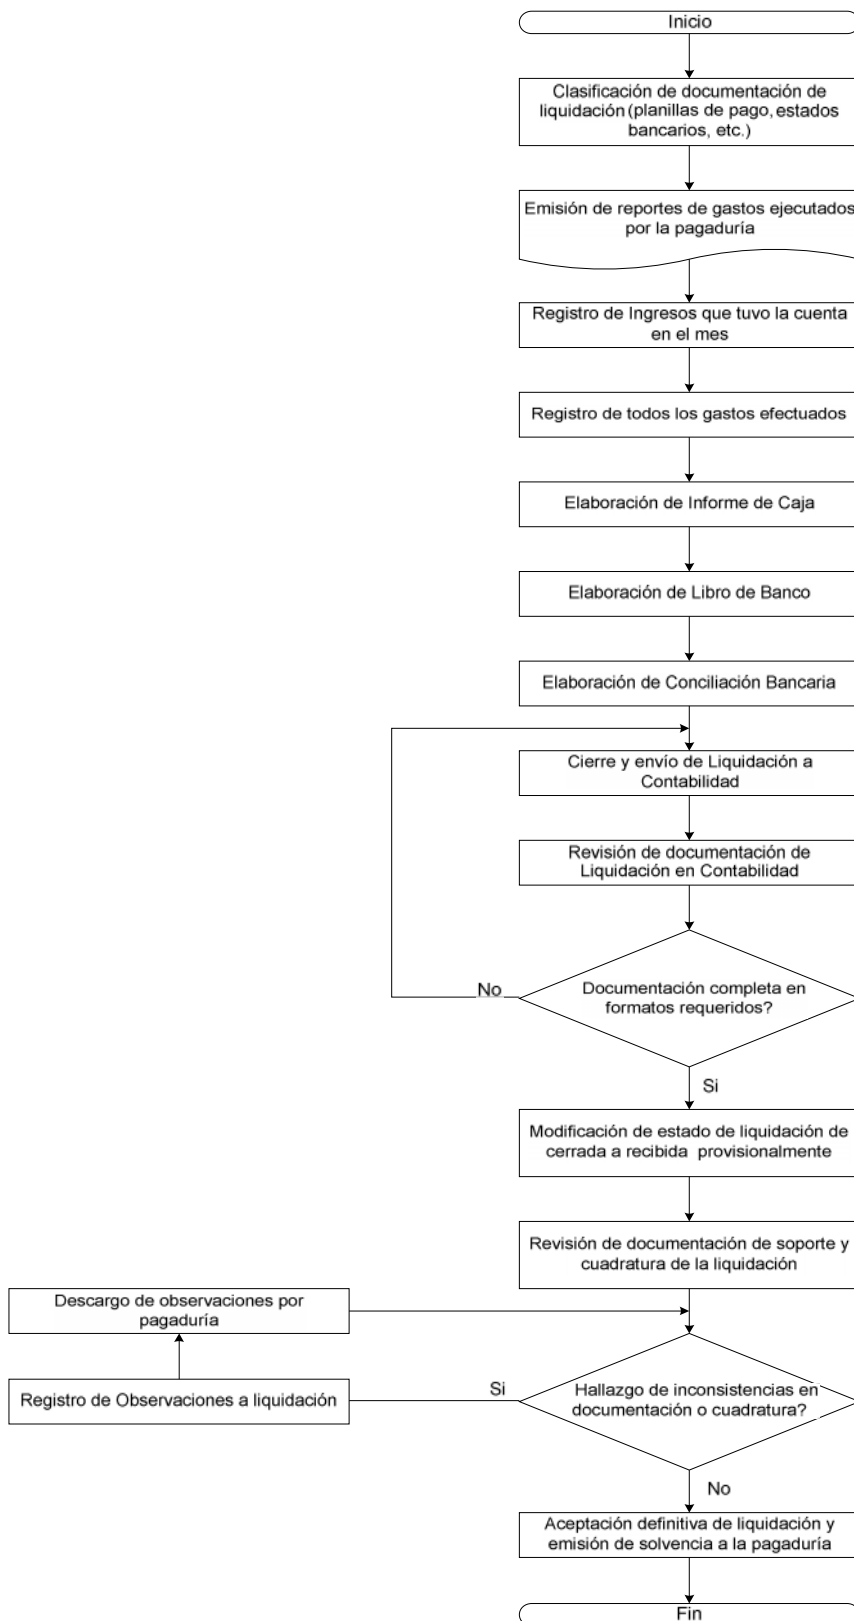 Inicio
Clasificación de documentación de
liquidación (planillas de pago, estados
bancarios, etc.)
Emisión de reportes de gastos ejecutados
por la pagaduría
Registro de Ingresos que tuvo la cuenta
en el mes
Registro de todos los gastos efectuados
Elaboración de Informe de Caja
Elaboración de Libro de Banco
Elaboración de Conciliación Bancaria
Cierre y envío de Liquidación a
Contabilidad
Revisión de documentación de
Liquidación en Contabilidad
Documentación completa en
formatos requeridos?
No
Si
Modificación de estado de liquidación de
cerrada a recibida provisionalmente
Revisión de documentación de soporte y
cuadratura de la liquidación
Descargo de observaciones por
pagaduría
Registro de Observaciones a liquidación
Si
Hallazgo de inconsistencias en
documentación o cuadratura?
No
Aceptación definitiva de liquidación y
emisión de solvencia a la pagaduría
Fin